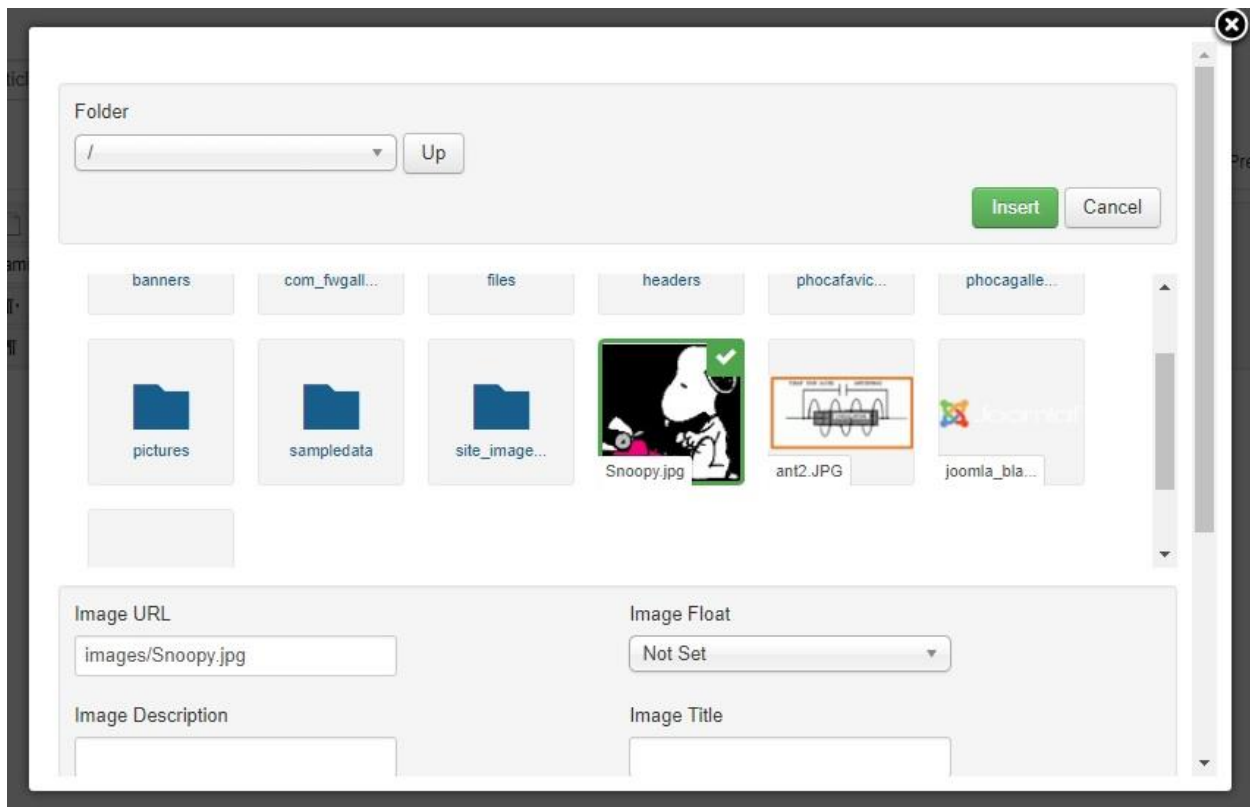 Folder
/
Up
Insert
Cancel
banners
com_fwgall...
files
headers
phocafavic...
phocagalle...
pictures
sampledata
site_image...
Snoopy.jpg
ant2.JPG
joomla_bla...
Image URL
Image Float
images/Snoopy.jpg
Not Set
Image Description
Image Title